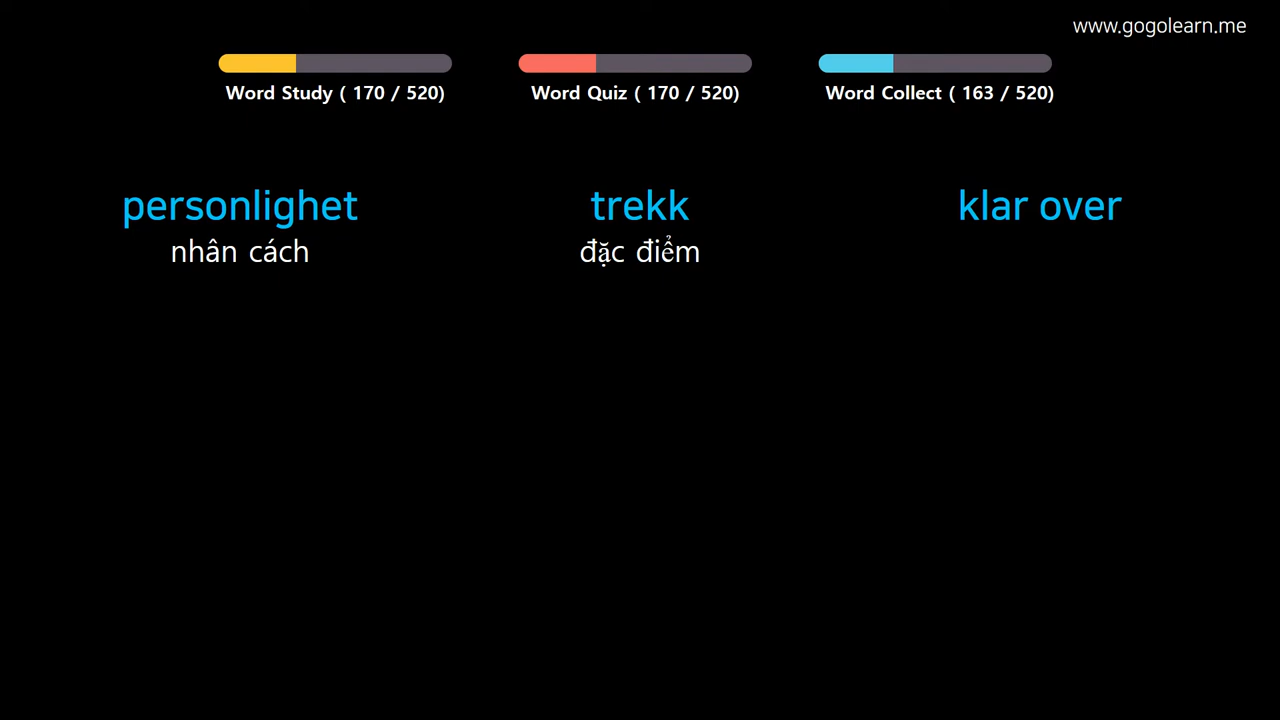 www.gogolearn.me
Word Study ( 170 / 520)
Word Quiz ( 170 / 520)
Word Collect ( 163 / 520)
personlighet
nhân cách
trekk
đặc điểm
klar over